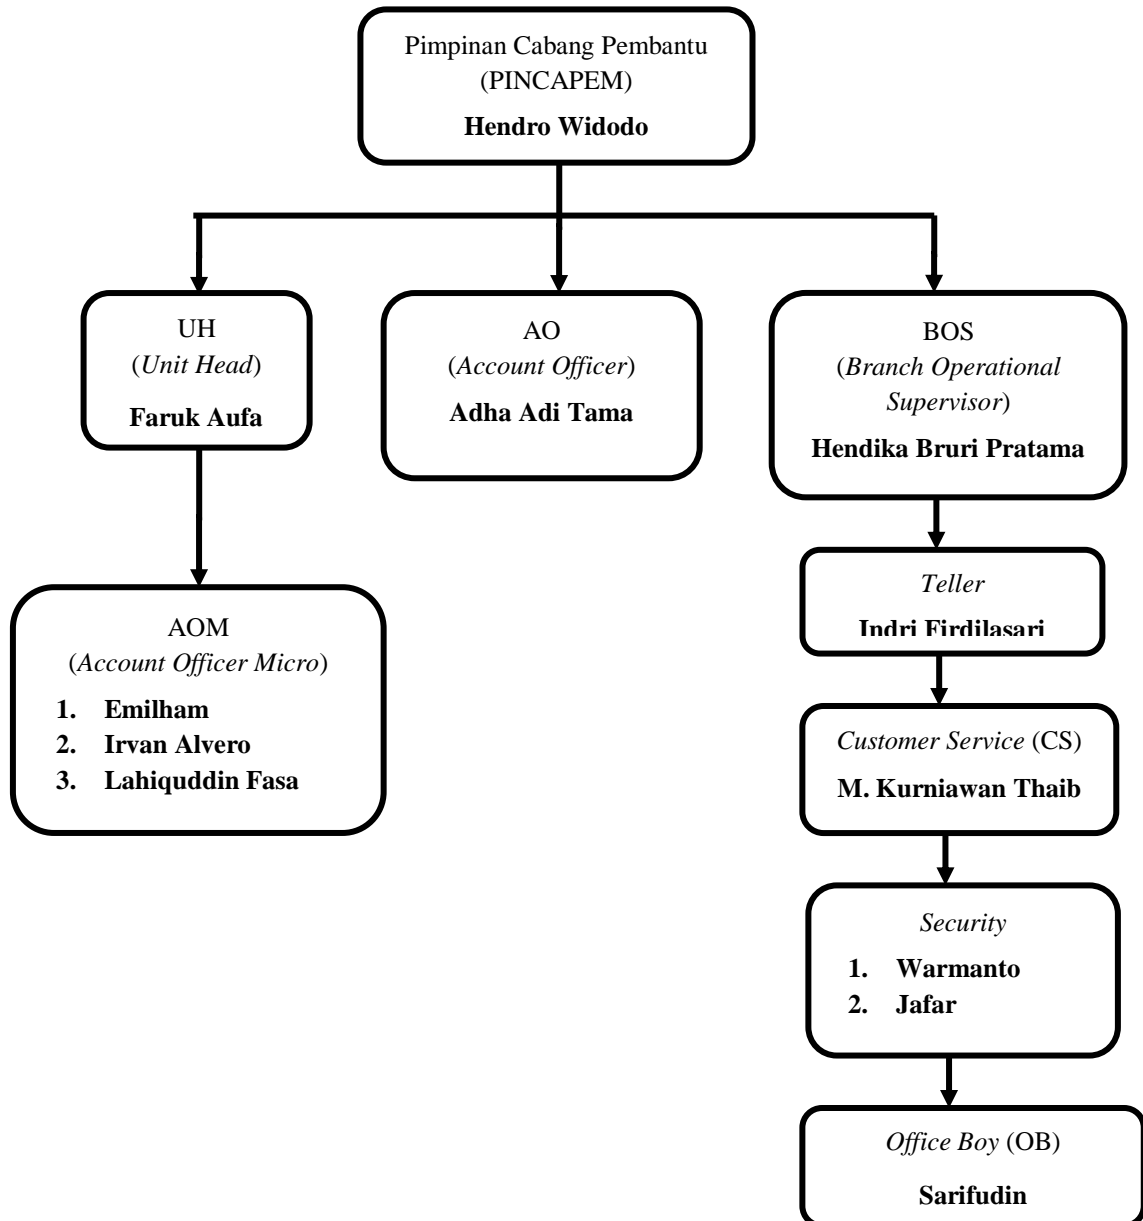 Pimpinan Cabang Pembantu
(PINCAPEM)
Hendro Widodo
UH
(Unit Head)
Faruk Aufa
AO
(Account Officer)
Adha Adi Tama
BOS
(Branch Operational
Supervisor)
Hendika Bruri Pratama
AOM
(Account Officer Micro)
1. Emilham
2. Irvan Alvero
3. Lahiquddin Fasa
Teller
Indri Firdilasari
Customer Service (CS)
M. Kurniawan Thaib
Security
1. Warmanto
2. Jafar
Office Boy (OB)
Sarifudin